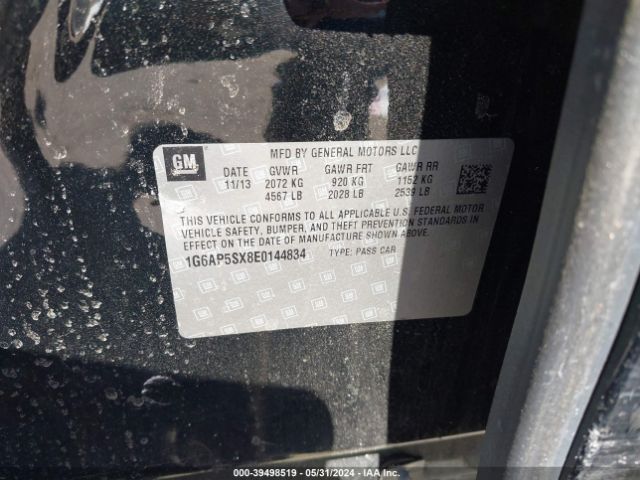 GM
MFD BY GENERAL MOTORS LLC
DATE GVWR GAWR FRT GAWR RR
11/13 2072 KG 920 KG 1152 KG
4567 LB 2028 LB 2539 LB
THIS VEHICLE CONFORMS TO ALL APPLICABLE U.S. FEDERAL MOTOR
VEHICLE SAFETY, BUMPER, AND THEFT PREVENTION STANDARDS IN
EFFECT ON THE DATE OF MANUFACTURE SHOWN ABOVE.
1G6AP5SX8E0144834 TYPE: PASS CAR
000-39498519 - 05/31/2024 - IAA Inc.